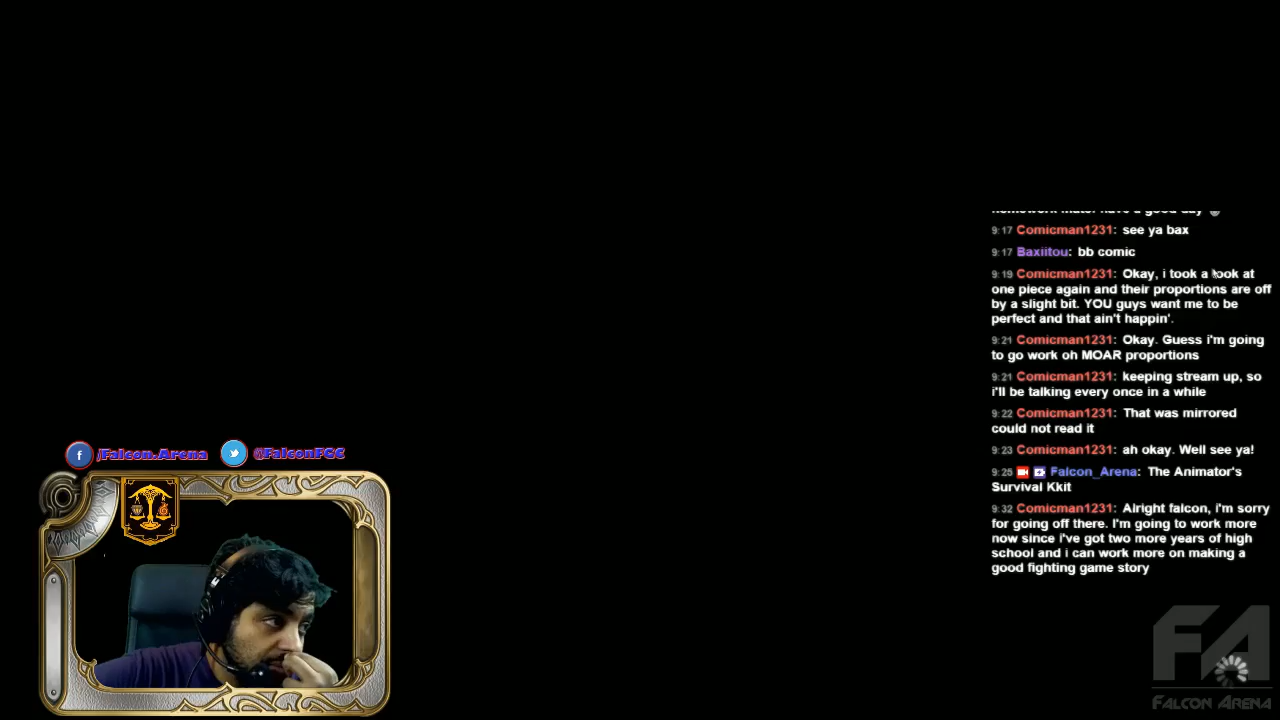 9:17 Comicman1231: see ya bax
9:17 Baxiitou: bb comic
9:19 Comicman1231: Okay, i took a look at
one piece again and their proportions are off
by a slight bit. YOU guys want me to be
perfect and that ain't happin'.
9:21 Comicman1231: Okay. Guess i'm going
to go work oh MOAR proportions
9:21 Comicman1231: keeping stream up, so
i'll be talking every once in a while
9:22 Comicman1231: That was mirrored
could not read it
9:23 Comicman1231: ah okay. Well see ya!
9:25 Falcon_Arena: The Animator's
Survival Kkit
9:32 Comicman1231: Alright falcon, i'm sorry
for going off there. I'm going to work more
now since i've got two more years of high
school and i can work more on making a
good fighting game story
/Falcon.Arena @FalconFGC
FA
FALCON ARENA